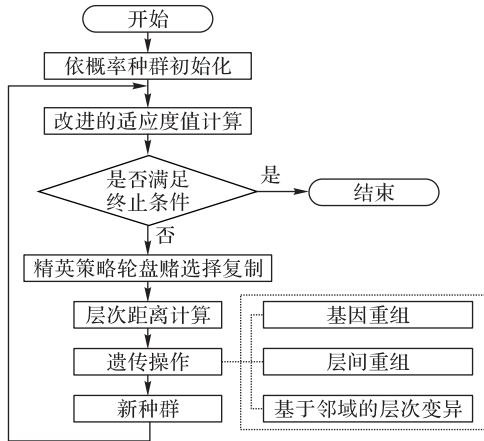 开始
依概率种群初始化
改进的适应度值计算
是否满足
终止条件
是
结束
否
精英策略轮盘赌选择复制
层次距离计算
基因重组
遗传操作
层间重组
新种群
基于邻域的层次变异